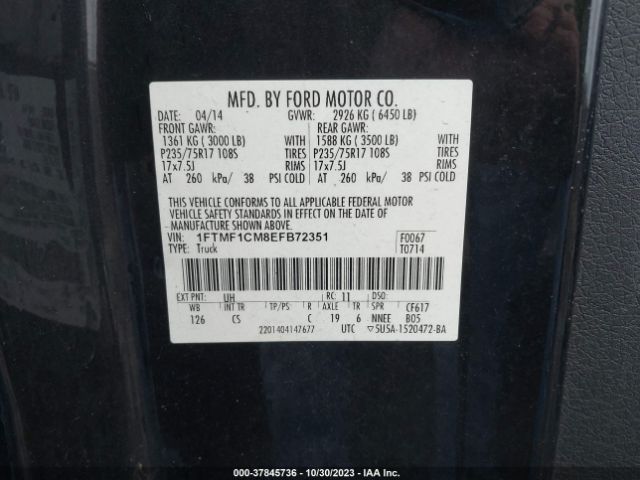 MFD. BY FORD MOTOR CO.
DATE: 04/14 GVWR: 2926 KG ( 6450 LB)
FRONT GAWR: REAR GAWR:
1361 KG ( 3000 LB) WITH 1588 KG ( 3500 LB) WITH
P235/75R17 108S TIRES P235/75R17 108S TIRES
17x7.5J RIMS 17x7.5J RIMS
AT 260 kPa/ 38 PSI COLD AT 260 kPa/ 38 PSI COLD
THIS VEHICLE CONFORMS TO ALL APPLICABLE FEDERAL MOTOR
VEHICLE SAFETY STANDARDS IN EFFECT ON THE DATE OF
MANUFACTURE SHOWN ABOVE.
VIN: 1FTMF1CM8EFB72351 F0067
TYPE: Truck T0714
EXT PNT: UH RC: 11 DSO:
WB INT TR TP/PS R AXLE TR SPR CF617
126 CS C 19 6 NNEE B05
2201404147677 UTC ▽5U5A-1520472-BA
© - 37845736 - 10/30/2023 - IAA Inc.